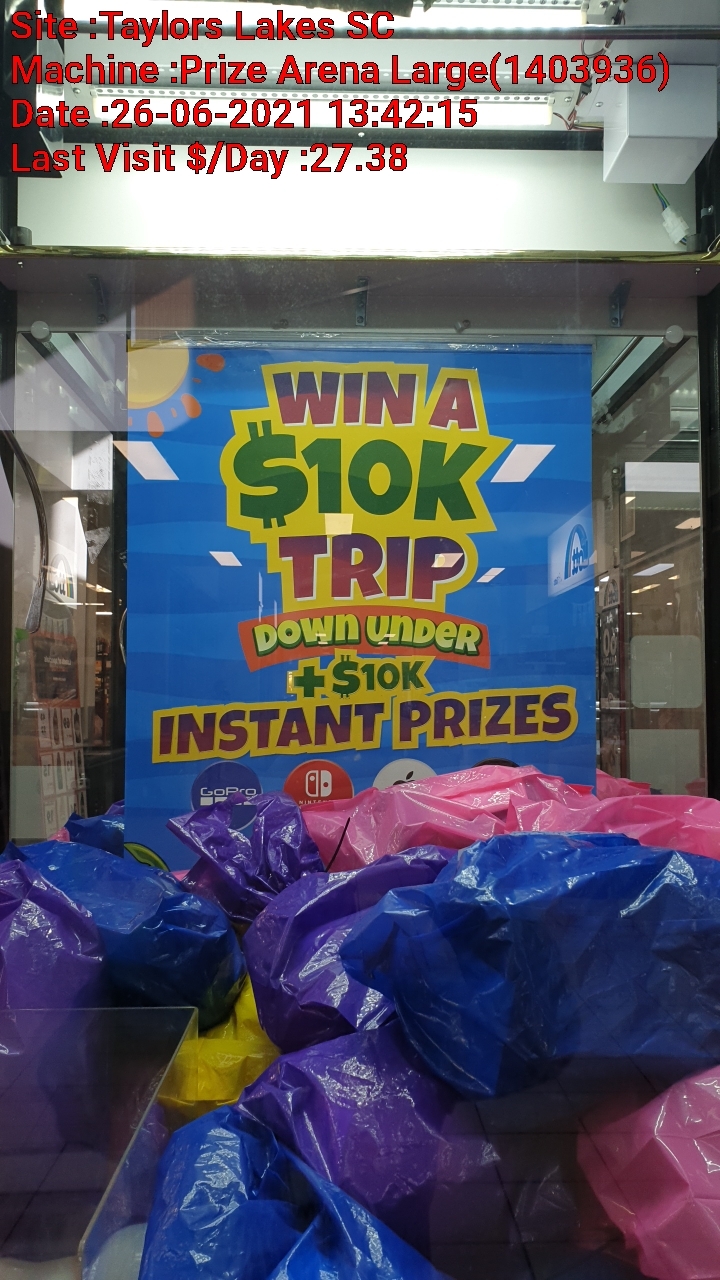 Site :Taylors Lakes SC
Machine :Prize Arena Large(1403936)
Date :26-06-2021 13:42:15
Last Visit $/Day :27.38
WIN A
$10K
TRIP
DOWN UNDER
+$10K
INSTANT PRIZES
GoPro